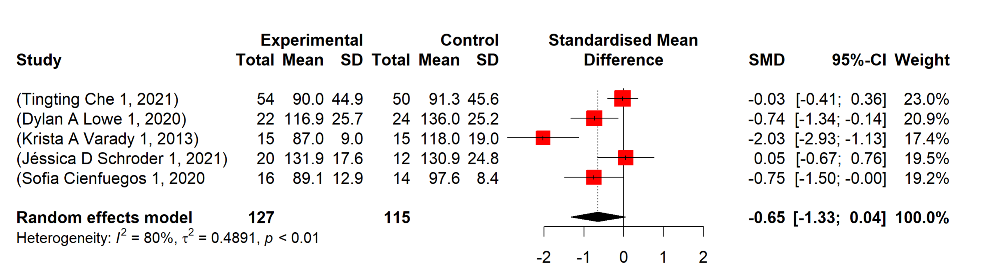 Experimental Control Standardised Mean
Study Total Mean SD Total Mean SD Difference SMD 95%-CI Weight
(Tingting Che 1, 2021) 54 90.0 44.9 50 91.3 45.6 -0.03 [-0.41; 0.36] 23.0%
(Dylan A Lowe 1, 2020) 22 116.9 25.7 24 136.0 25.2 -0.74 [-1.34; -0.14] 20.9%
(Krista A Varady 1, 2013) 15 87.0 9.0 15 118.0 19.0 -2.03 [-2.93; -1.13] 17.4%
(Jéssica D Schroder 1, 2021) 20 131.9 17.6 12 130.9 24.8 0.05 [-0.67; 0.76] 19.5%
(Sofia Cienfuegos 1, 2020 16 89.1 12.9 14 97.6 8.4 -0.75 [-1.50; -0.00] 19.2%
Random effects model 127 115 -0.65 [-1.33; 0.04] 100.0%
Heterogeneity: I² = 80%, τ² = 0.4891, p < 0.01
-2 -1 0 1 2